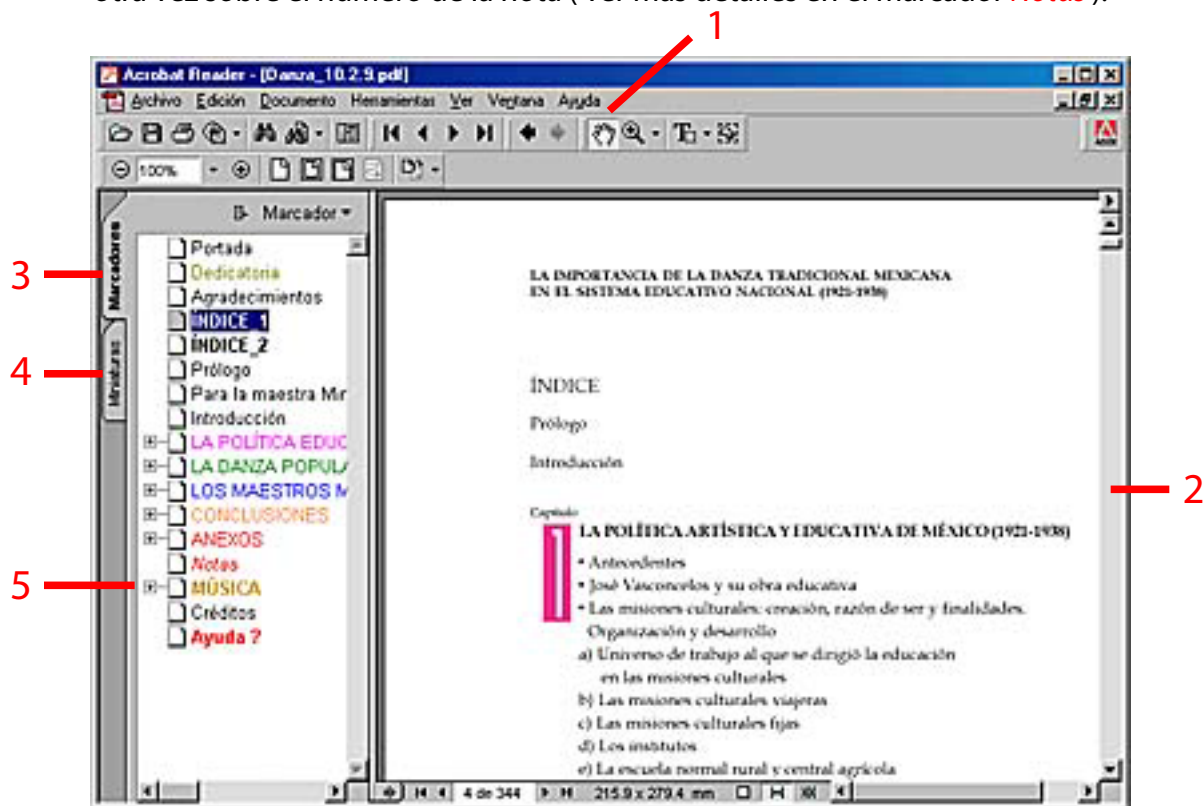 otra vez sobre el número de la nota ( ver más detalles en el marcador Notas ).
1
Acrobat Reader - [Danza_10.2.9.pdf]
Archivo Edición Documento Herramientas Ver Ventana Ayuda
100%
Marcadores
Miniaturas
Marcador
Portada
Dedicatoria
Agradecimientos
ÍNDICE_1
ÍNDICE_2
Prólogo
Para la maestra Mir
Introducción
LA POLÍTICA EDUC
LA DANZA POPULA
LOS MAESTROS M
CONCLUSIONES
ANEXOS
Notas
MÚSICA
Créditos
Ayuda ?
3
4
5
LA IMPORTANCIA DE LA DANZA TRADICIONAL MEXICANA
EN EL SISTEMA EDUCATIVO NACIONAL (1921-1938)
ÍNDICE
Prólogo
Introducción
Capítulo
1 LA POLÍTICA ARTÍSTICA Y EDUCATIVA DE MÉXICO (1921-1938)
• Antecedentes
• José Vasconcelos y su obra educativa
• Las misiones culturales: creación, razón de ser y finalidades.
Organización y desarrollo
a) Universo de trabajo al que se dirigió la educación
en las misiones culturales
b) Las misiones culturales viajeras
c) Las misiones culturales fijas
d) Los institutos
e) La escuela normal rural y central agrícola
2
4 de 344
215.9 x 279.4 mm